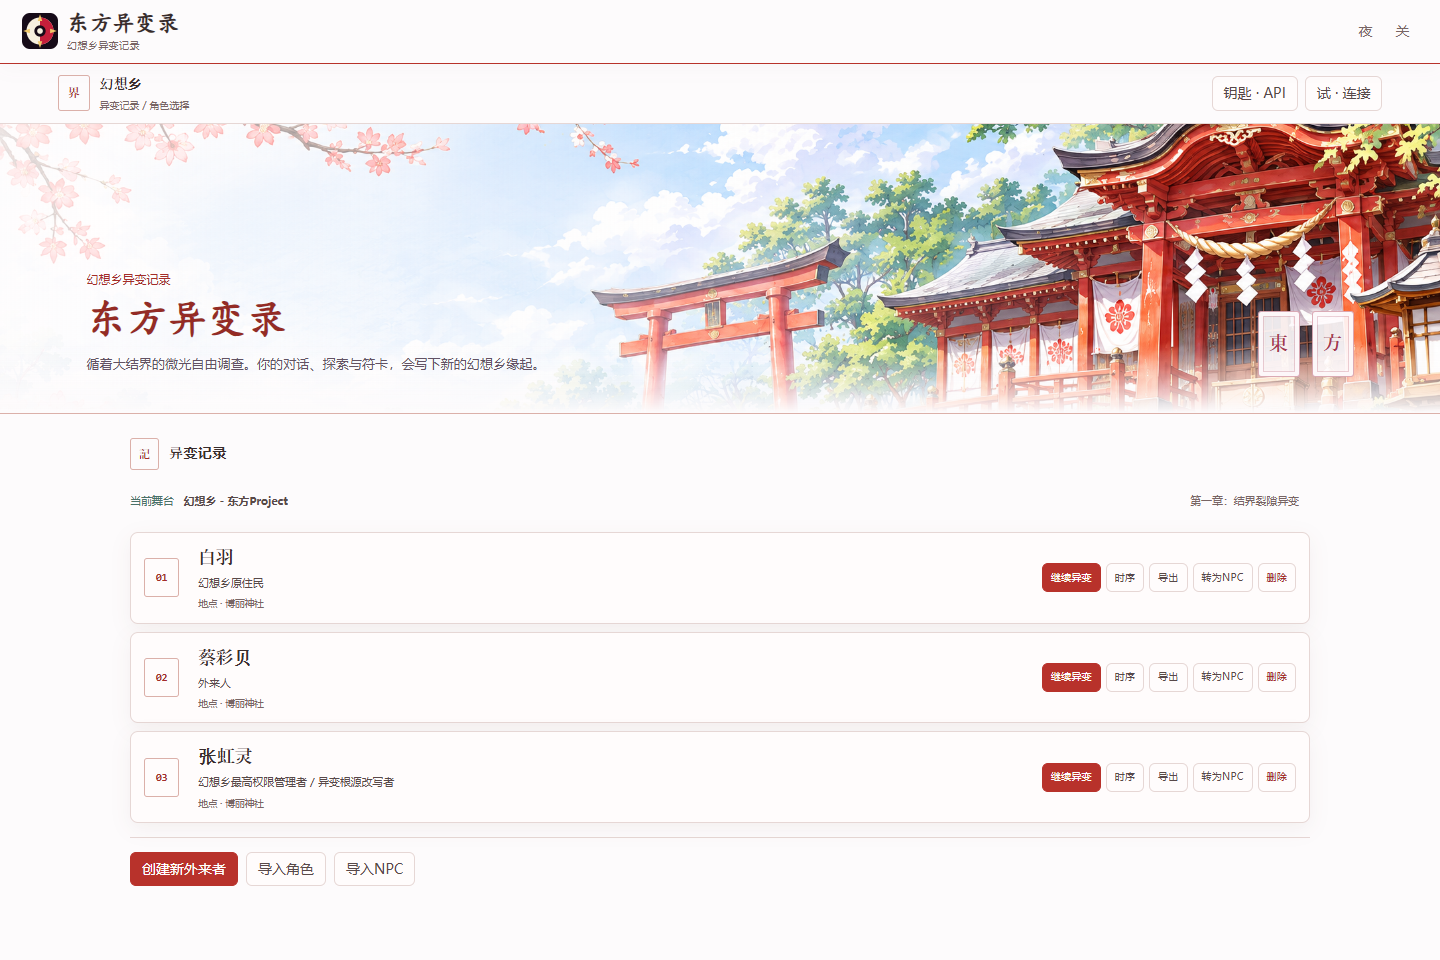 东方异变录
幻想乡异变记录
夜 关
界
幻想乡
异变记录 / 角色选择
钥匙 · API
试 · 连接
幻想乡异变记录
东方异变录
循着大结界的微光自由调查。你的对话、探索与符卡，会写下新的幻想乡缘起。
東 方
記 异变记录
当前舞台 幻想乡 - 东方Project
第一章：结界裂隙异变
01
白羽
幻想乡原住民
地点 · 博丽神社
继续异变 时序 导出 转为NPC 删除
02
蔡彩贝
外来人
地点 · 博丽神社
继续异变 时序 导出 转为NPC 删除
03
张虹灵
幻想乡最高权限管理者 / 异变根源改写者
地点 · 博丽神社
继续异变 时序 导出 转为NPC 删除
创建新外来者 导入角色 导入NPC